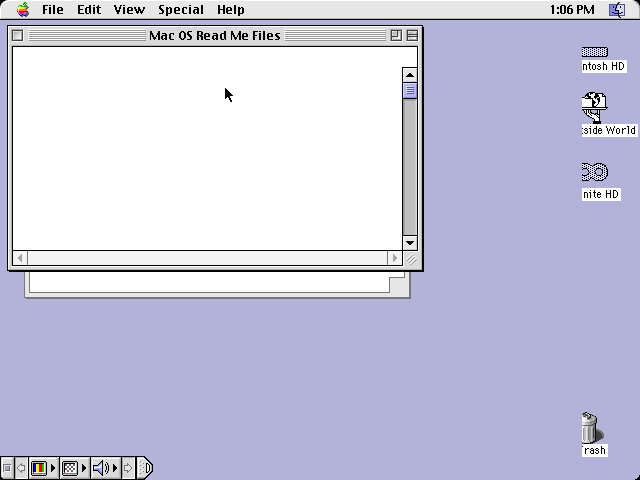 File Edit View Special Help 1:06 PM
Mac OS Read Me Files
ntosh HD
side World
nite HD
rash